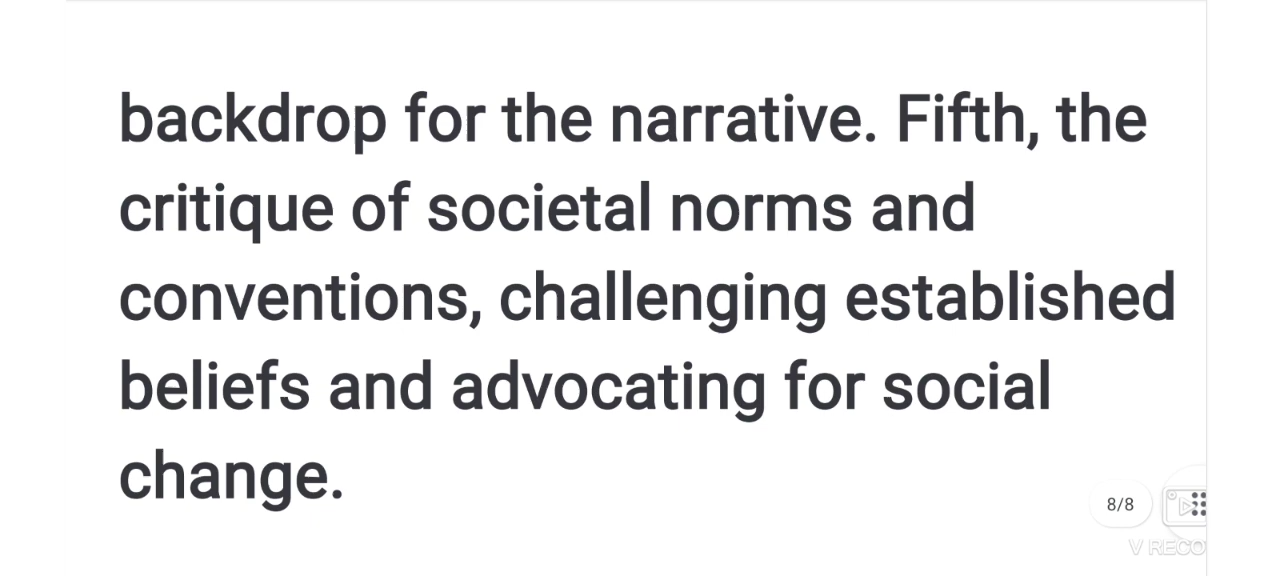 backdrop for the narrative. Fifth, the
critique of societal norms and
conventions, challenging established
beliefs and advocating for social
change.
8/8
V RECO